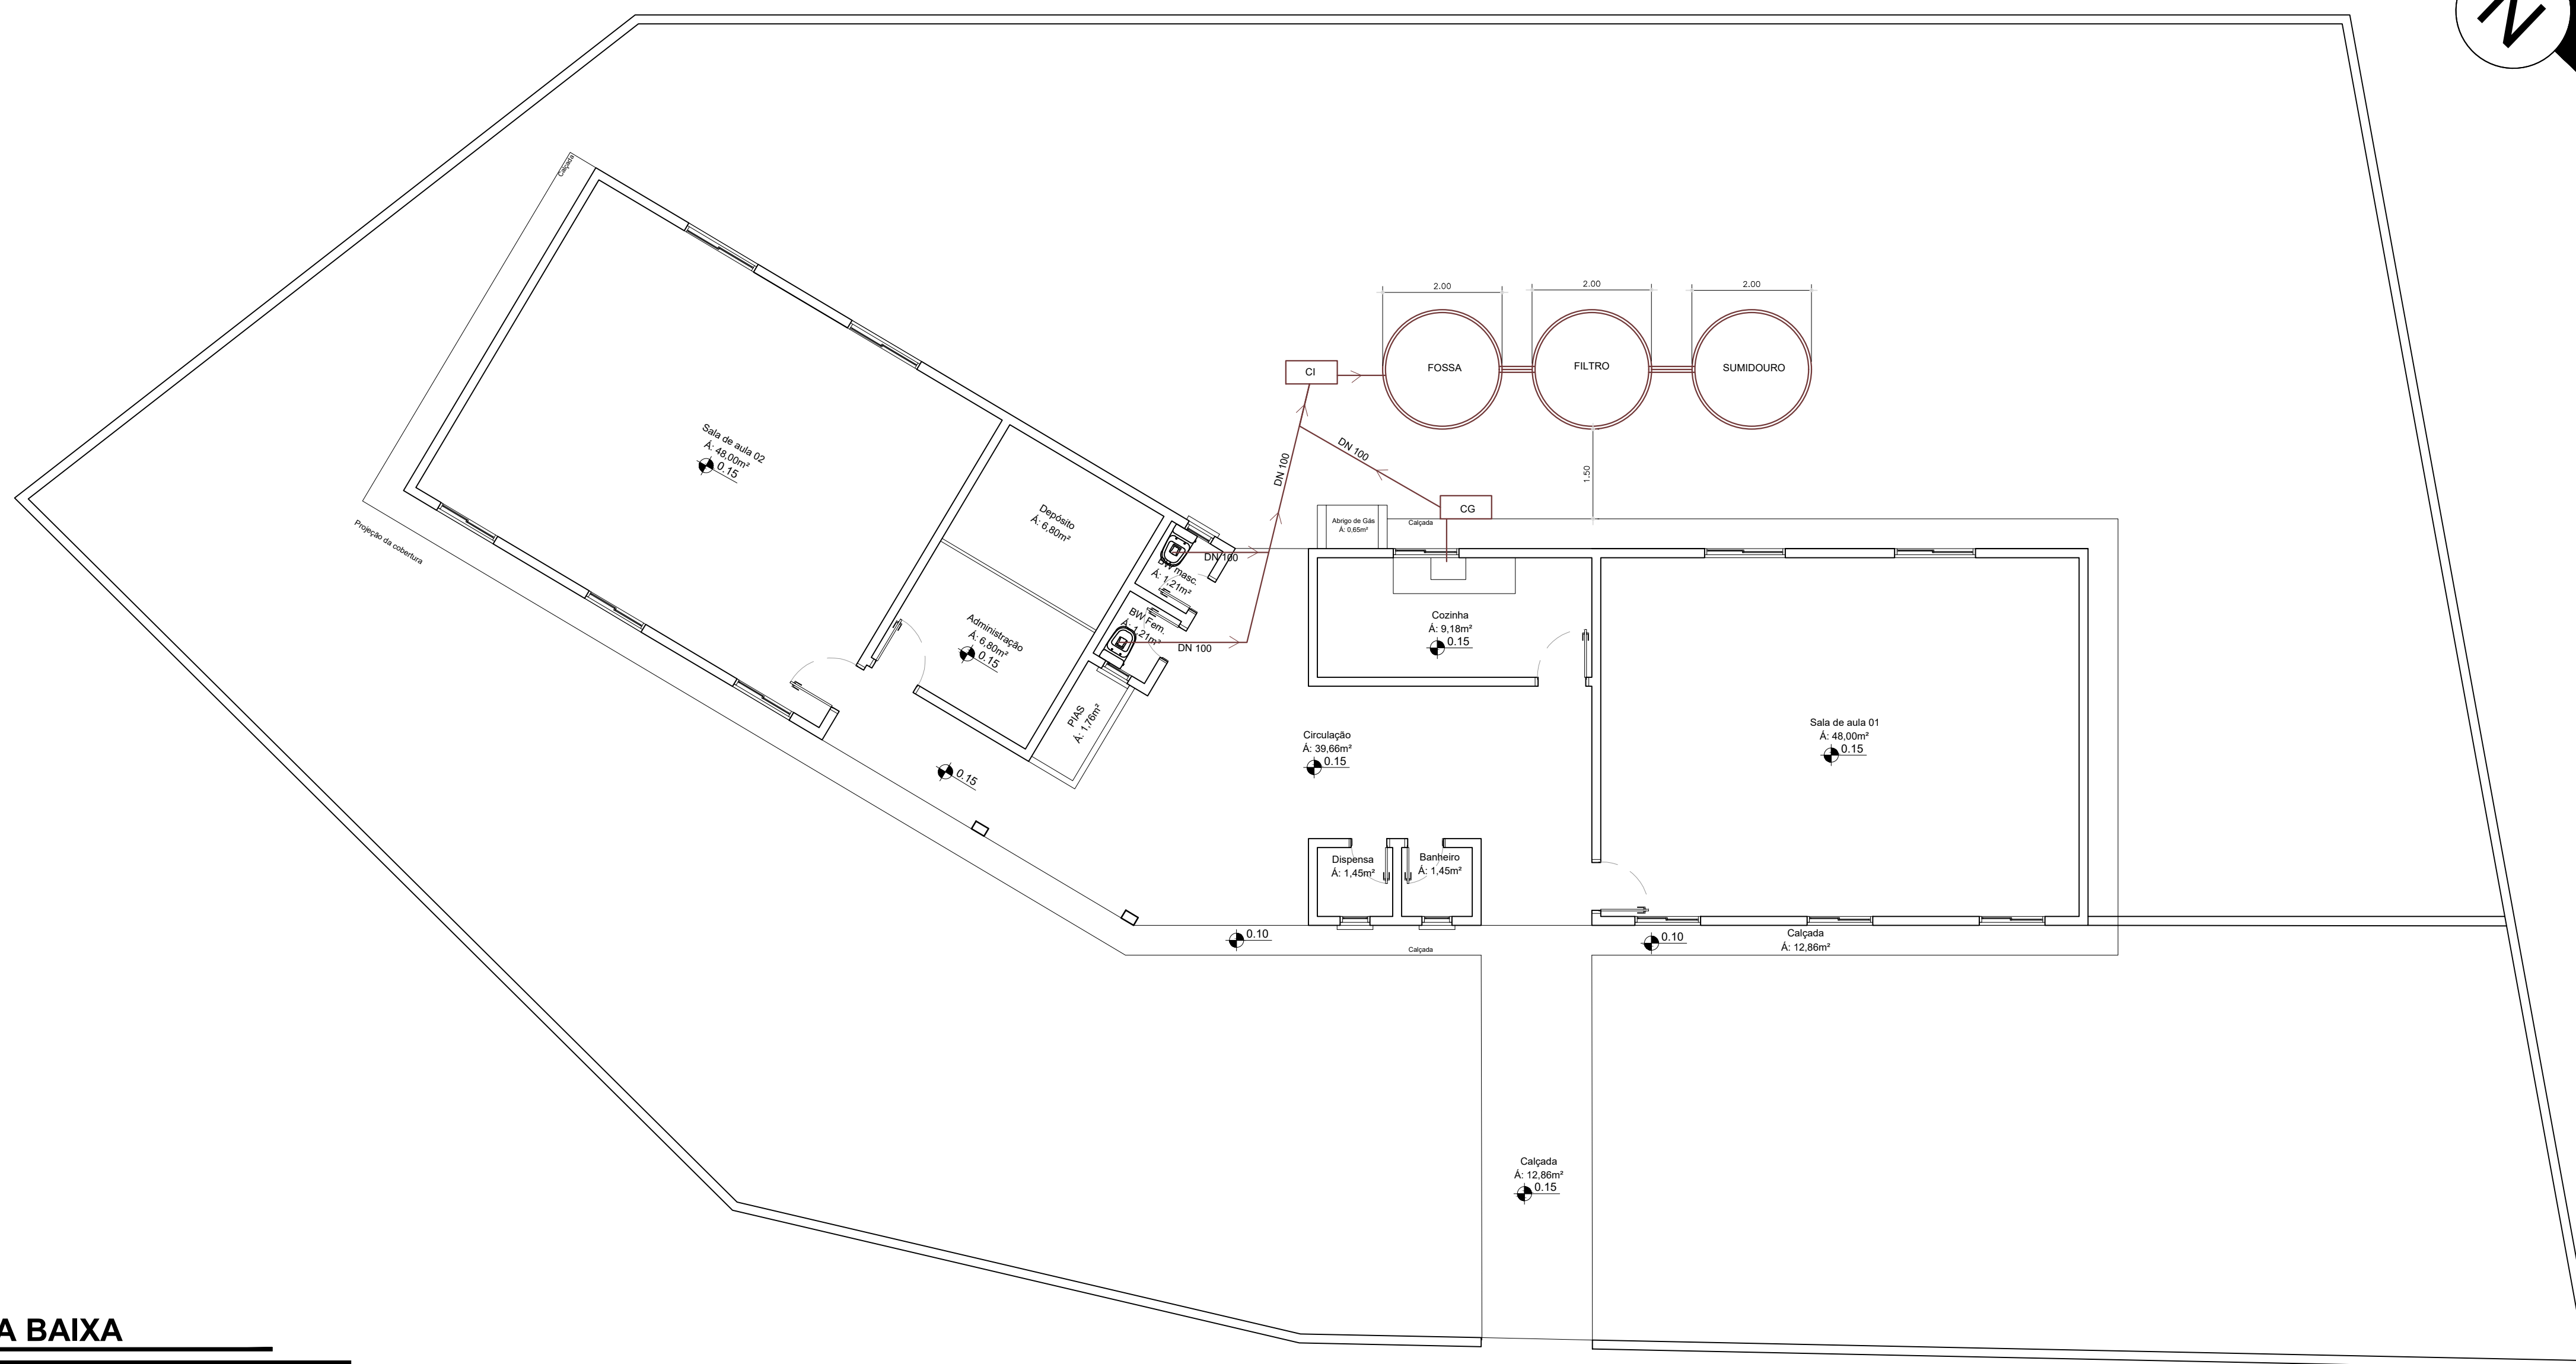 N
Calçada
2.00
2.00
2.00
CI
FOSSA
FILTRO
SUMIDOURO
DN 100
DN 100
1.50
CG
Sala de aula 02
Á: 48,00m²
0.15
Projeção da cobertura
Depósito
Á: 6,80m²
Abrigo de Gás
Á: 0,65m²
Calçada
DN 100
BW masc.
Á: 1,21m²
BW Fem.
Á: 1,21m²
DN 100
Administração
Á: 6,80m²
0.15
Cozinha
Á: 9,18m²
0.15
PIAS
Á: 1,76m²
Circulação
Á: 39,66m²
0.15
Sala de aula 01
Á: 48,00m²
0.15
0.15
Dispensa
Á: 1,45m²
Banheiro
Á: 1,45m²
0.10
Calçada
0.10
Calçada
Á: 12,86m²
Calçada
Á: 12,86m²
0.15
A BAIXA